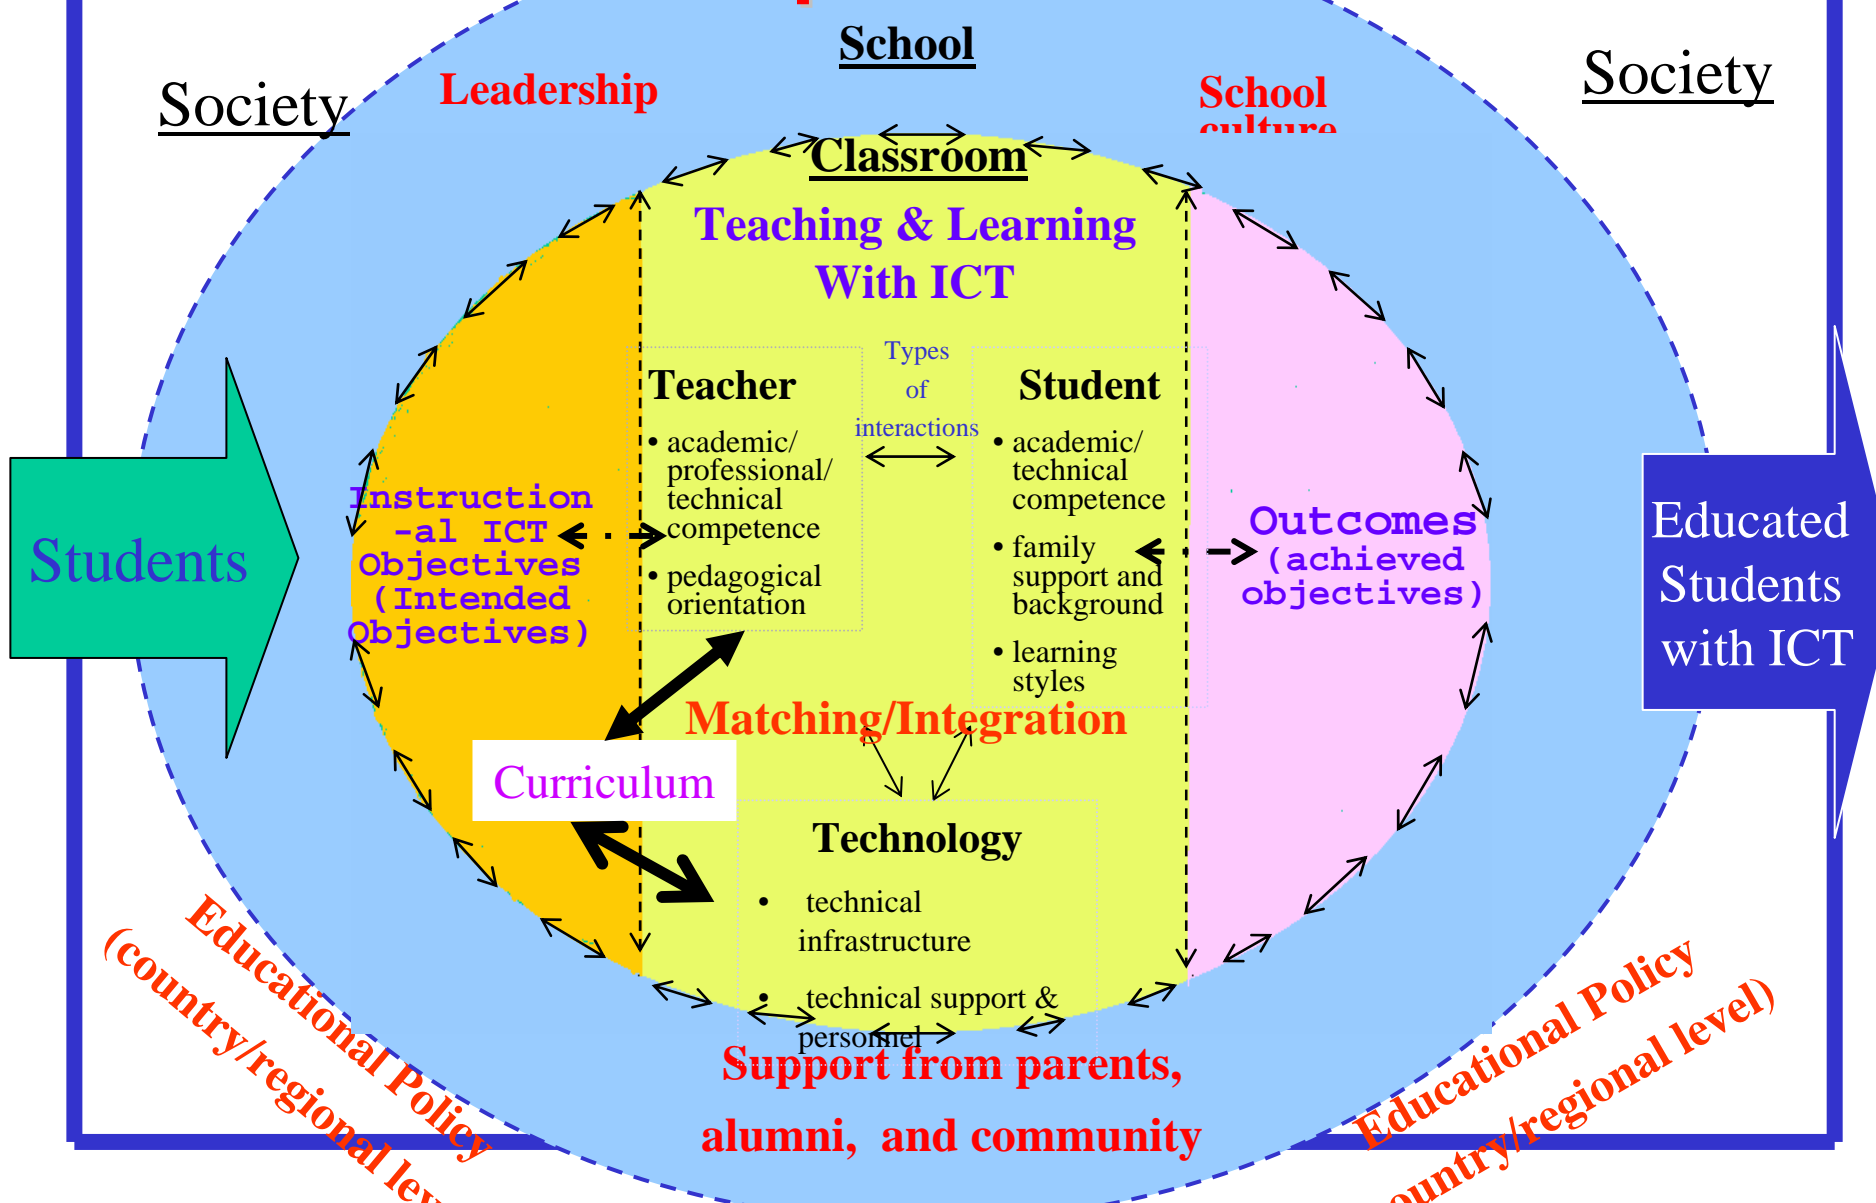 School
Society
Leadership
School
culture
Society
Classroom
Teaching & Learning
With ICT
Types
of
interactions
Teacher
• academic/
professional/
technical
competence
• pedagogical
orientation
Student
• academic/
technical
competence
• family
support and
background
• learning
styles
Students
Instruction
-al ICT
Objectives
(Intended
Objectives)
Outcomes
(achieved
objectives)
Educated
Students
with ICT
Matching/Integration
Curriculum
Technology
• technical
infrastructure
• technical support &
personnel
Support from parents,
alumni, and community
Educational Policy
(country/regional
Educational Policy
regional level)